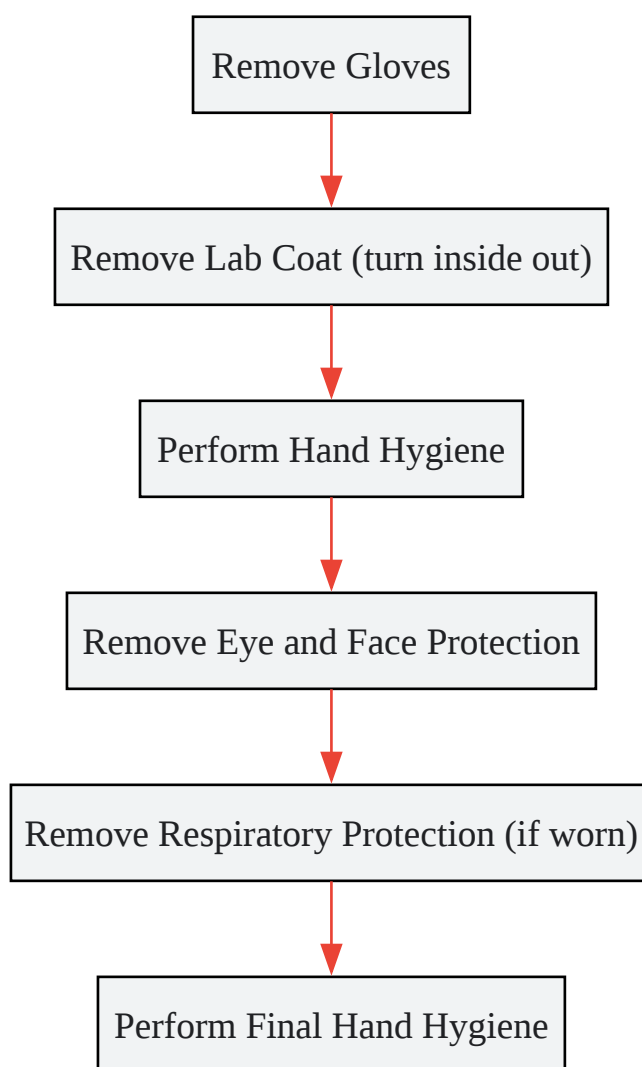 Remove Gloves
Remove Lab Coat (turn inside out)
Perform Hand Hygiene
Remove Eye and Face Protection
Remove Respiratory Protection (if worn)
Perform Final Hand Hygiene